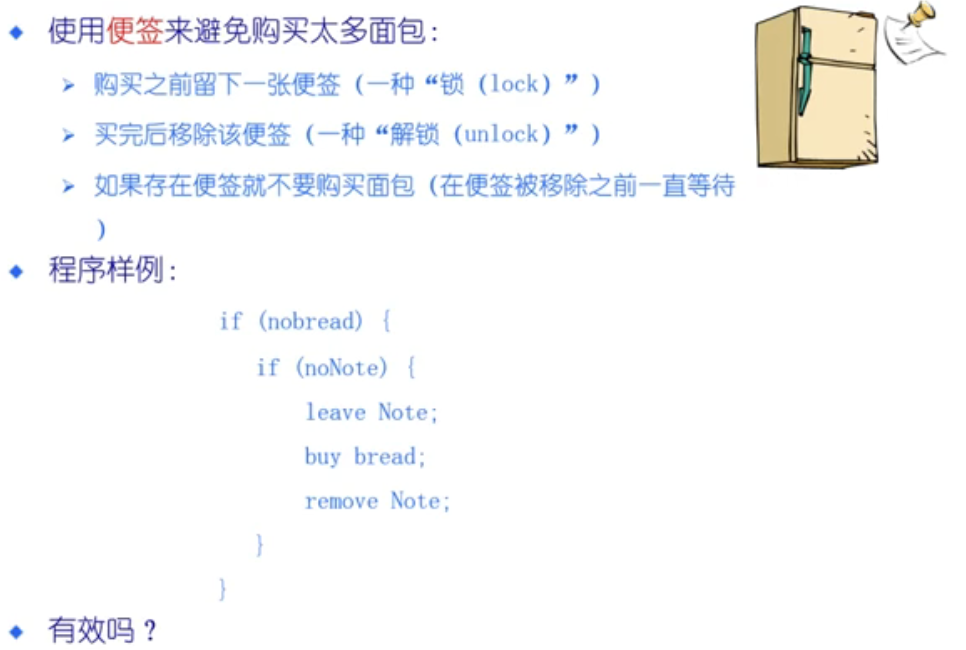 使用便签来避免购买太多面包：
购买之前留下一张便签（一种“锁（lock）”）
买完后移除该便签（一种“解锁（unlock）”）
如果存在便签就不要购买面包（在便签被移除之前一直等待
）
程序样例：
if (nobread) {
if (noNote) {
leave Note;
buy bread;
remove Note;
}
}
有效吗？